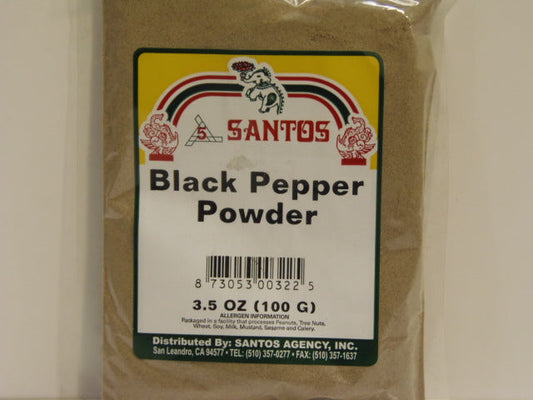 5 SANTOS
Black Pepper
Powder
8 73053 00322 5
3.5 OZ (100 G)
ALLERGEN INFORMATION
Packaged in a facility that processes Peanuts, Tree Nuts,
Wheat, Soy, Milk, Mustard, Sesame and Celery.
Distributed By: SANTOS AGENCY, INC.
San Leandro, CA 94577 • TEL: (510) 357-0277 • FAX: (510) 357-1637